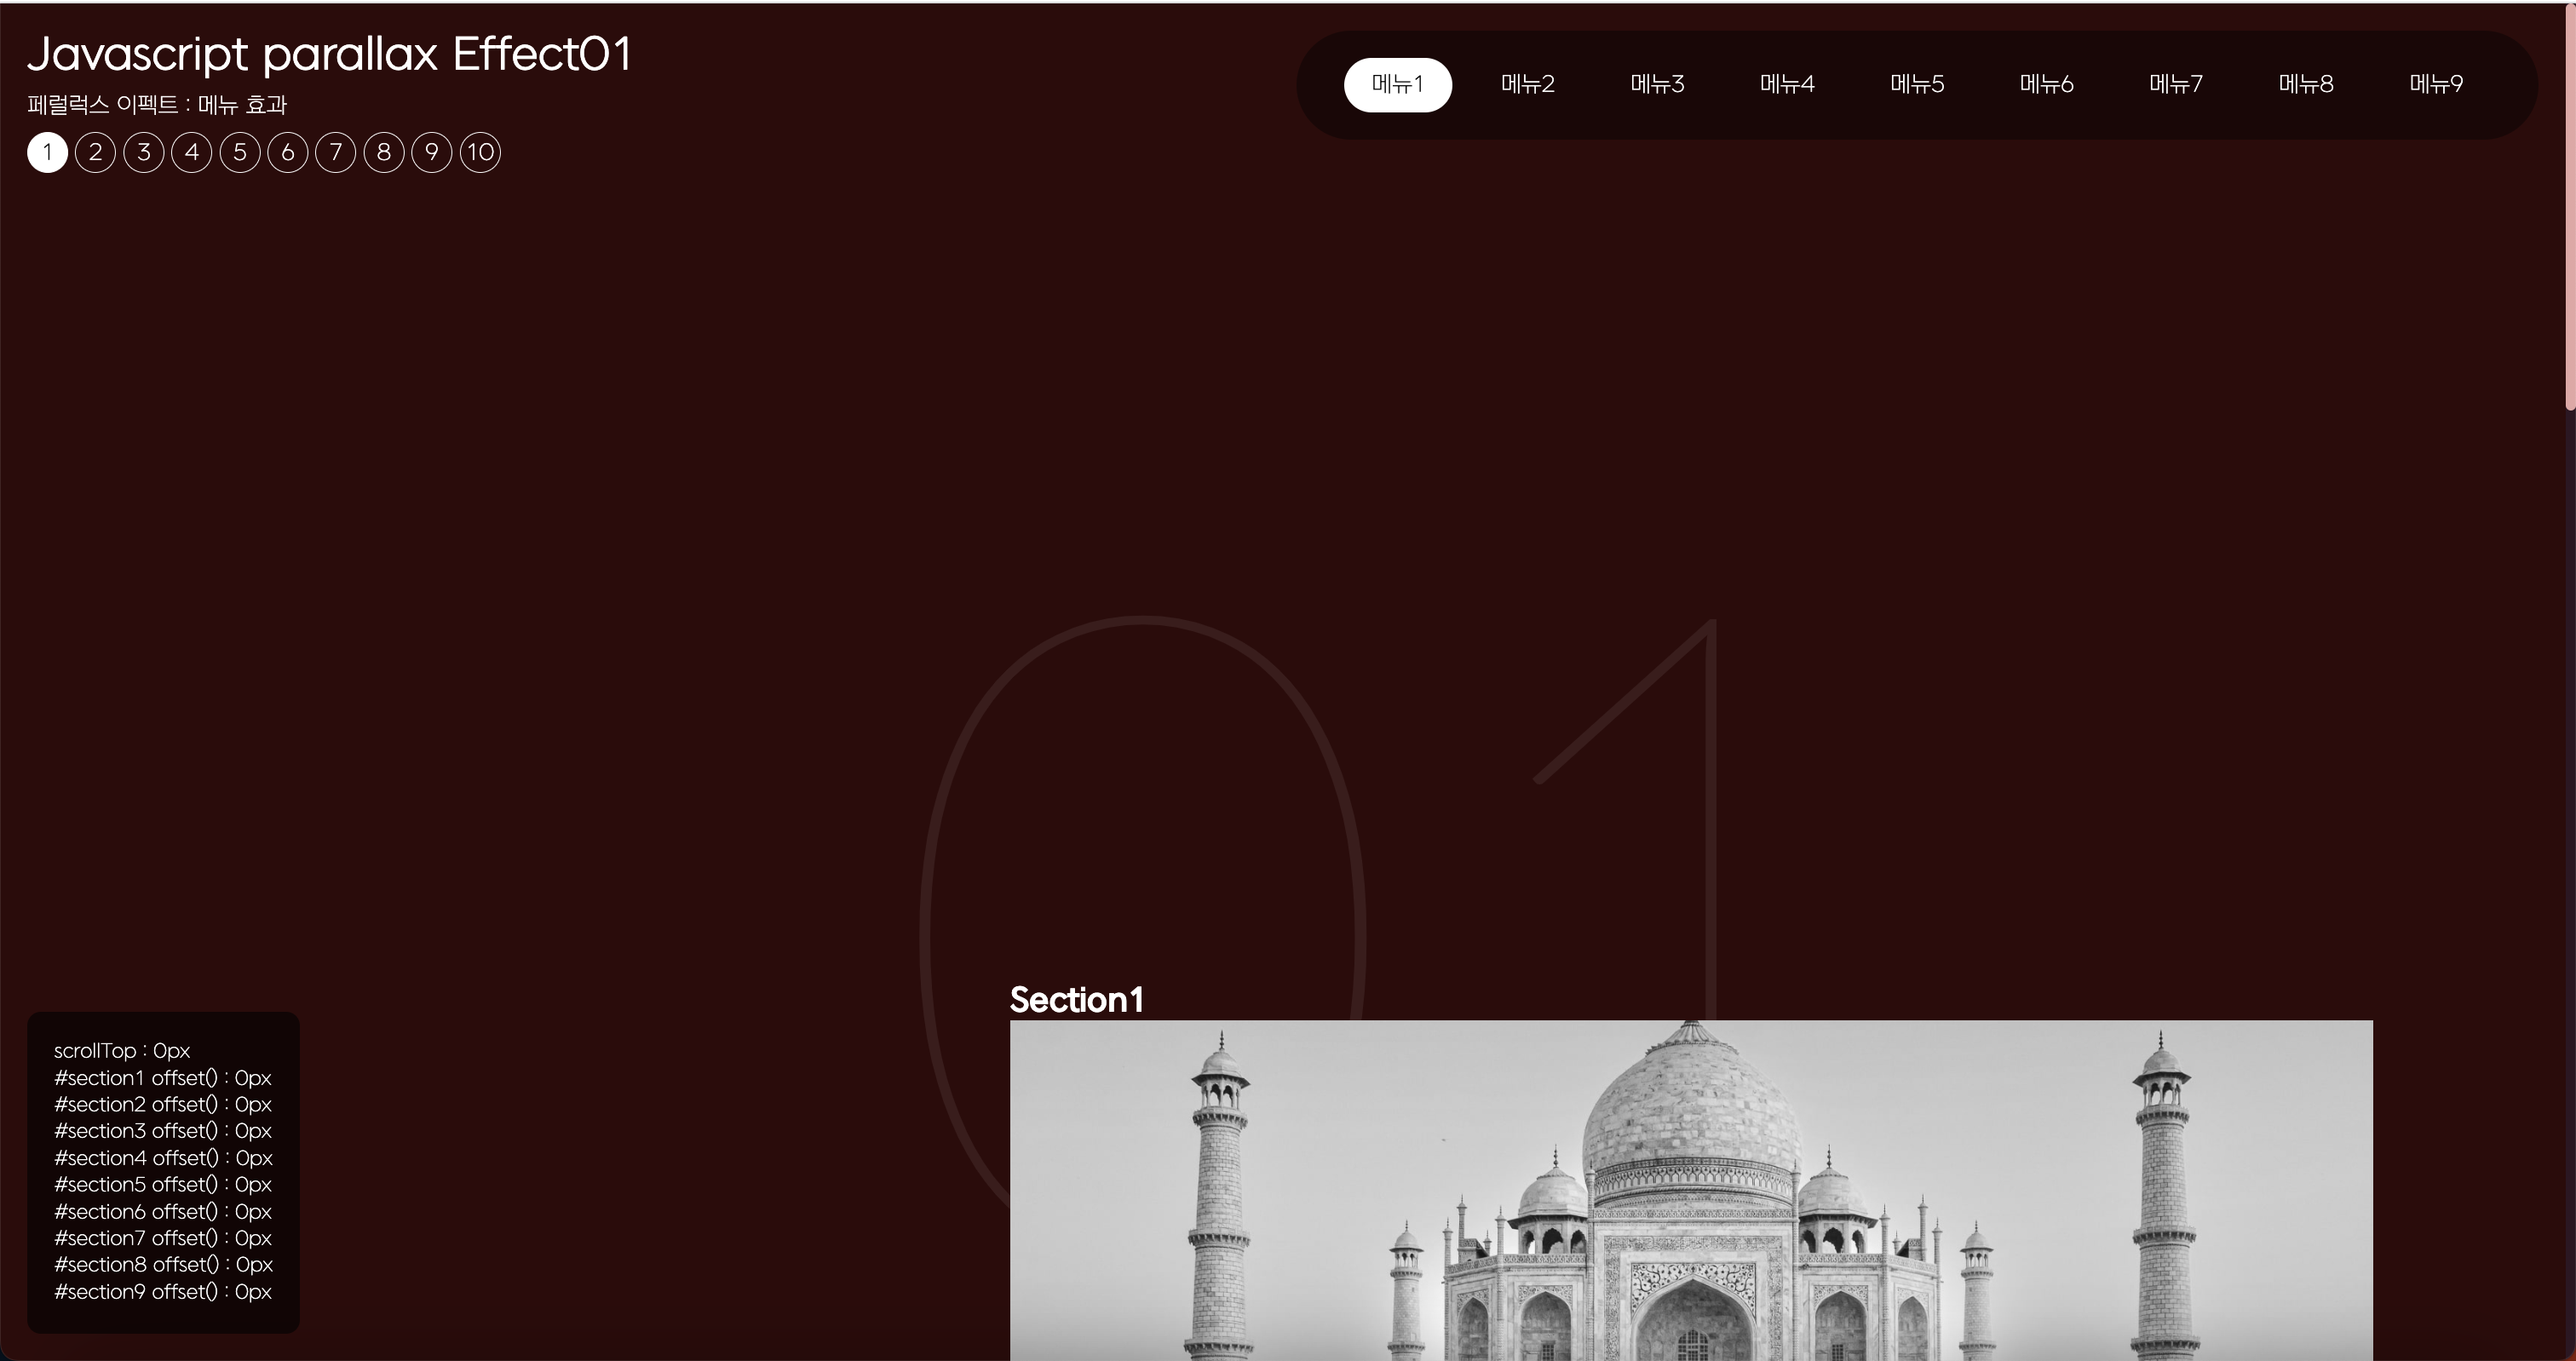 Javascript parallax Effect01
페럴럭스 이펙트 : 메뉴 효과
1 2 3 4 5 6 7 8 9 10
메뉴1 메뉴2 메뉴3 메뉴4 메뉴5 메뉴6 메뉴7 메뉴8 메뉴9
01
Section1
scrollTop : 0px
#section1 offset() : 0px
#section2 offset() : 0px
#section3 offset() : 0px
#section4 offset() : 0px
#section5 offset() : 0px
#section6 offset() : 0px
#section7 offset() : 0px
#section8 offset() : 0px
#section9 offset() : 0px